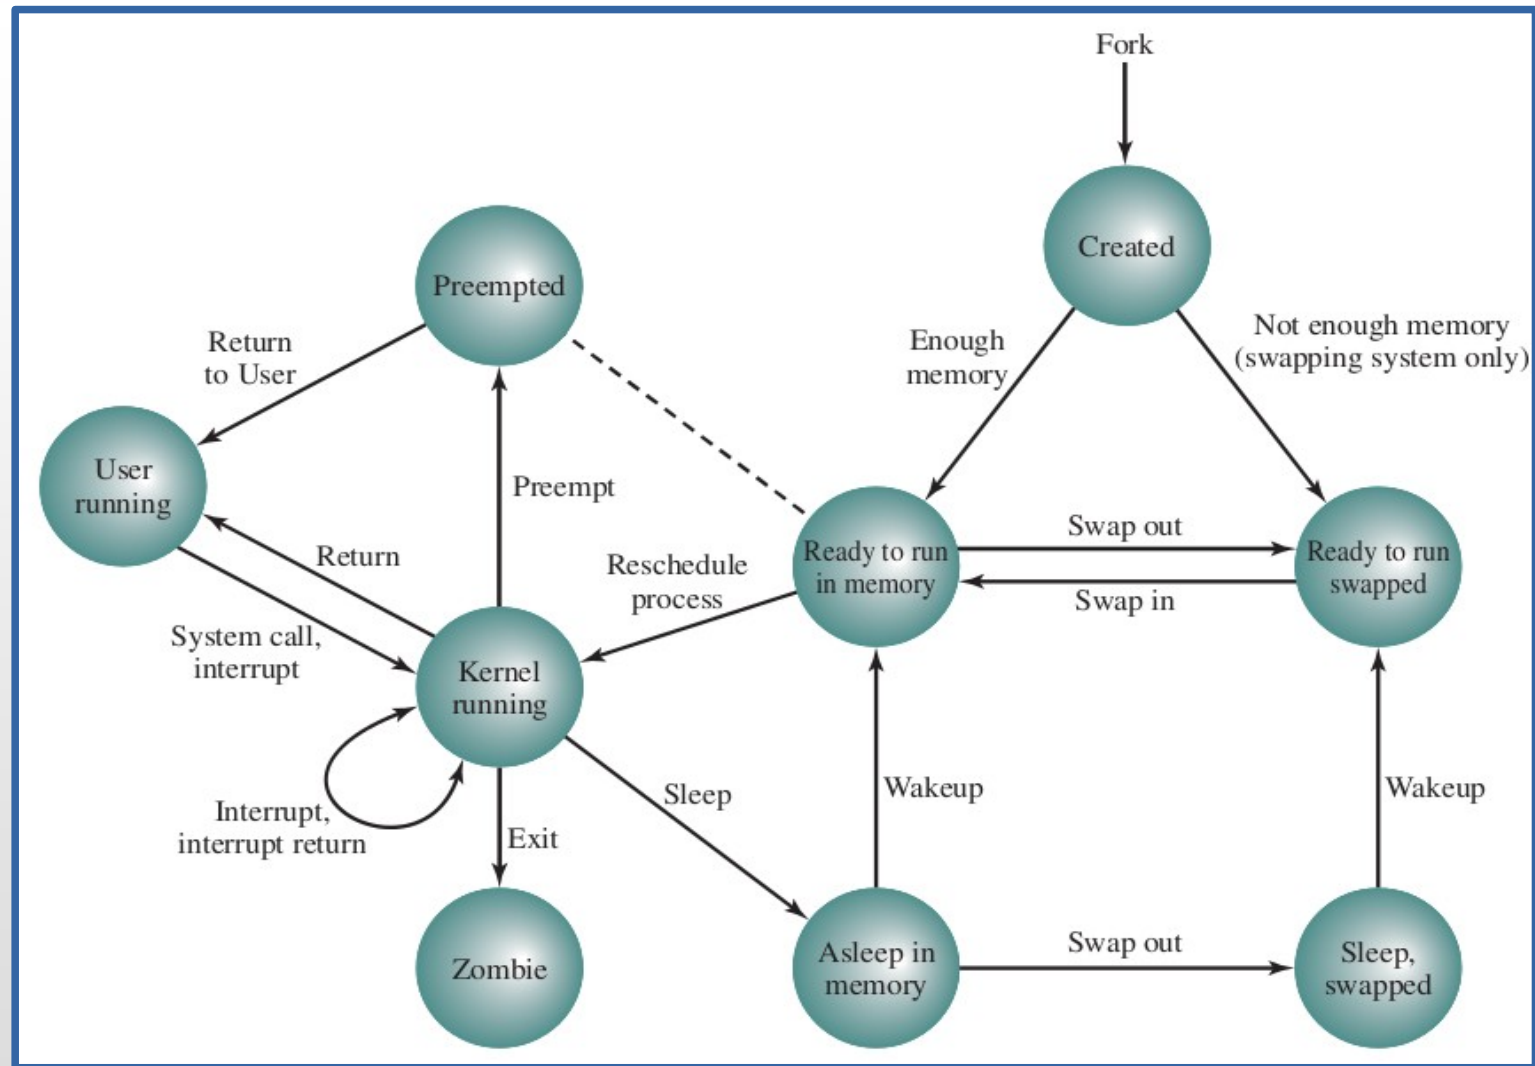 Fork
Created
Preempted
Enough
memory
Not enough memory
(swapping system only)
Return
to User
User
running
Preempt
Return
Reschedule
process
Ready to run
in memory
Swap out
Swap in
Ready to run
swapped
System call,
interrupt
Kernel
running
Interrupt,
interrupt return
Sleep
Exit
Wakeup
Wakeup
Zombie
Asleep in
memory
Swap out
Sleep,
swapped